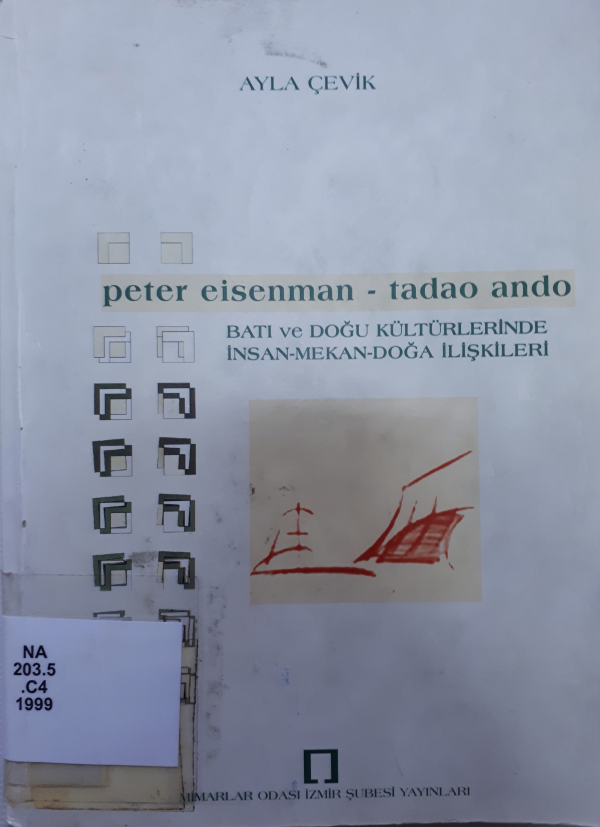 AYLA ÇEVİK
peter eisenman - tadao ando
BATI ve DOĞU KÜLTÜRLERİNDE
İNSAN-MEKAN-DOĞA İLİŞKİLERİ
NA
203.5
.C4
1999
MİMARLAR ODASI İZMİR ŞUBESİ YAYINLARI